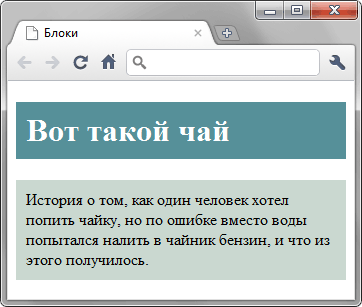 Блоки
Вот такой чай
История о том, как один человек хотел
попить чайку, но по ошибке вместо воды
попытался налить в чайник бензин, и что из
этого получилось.